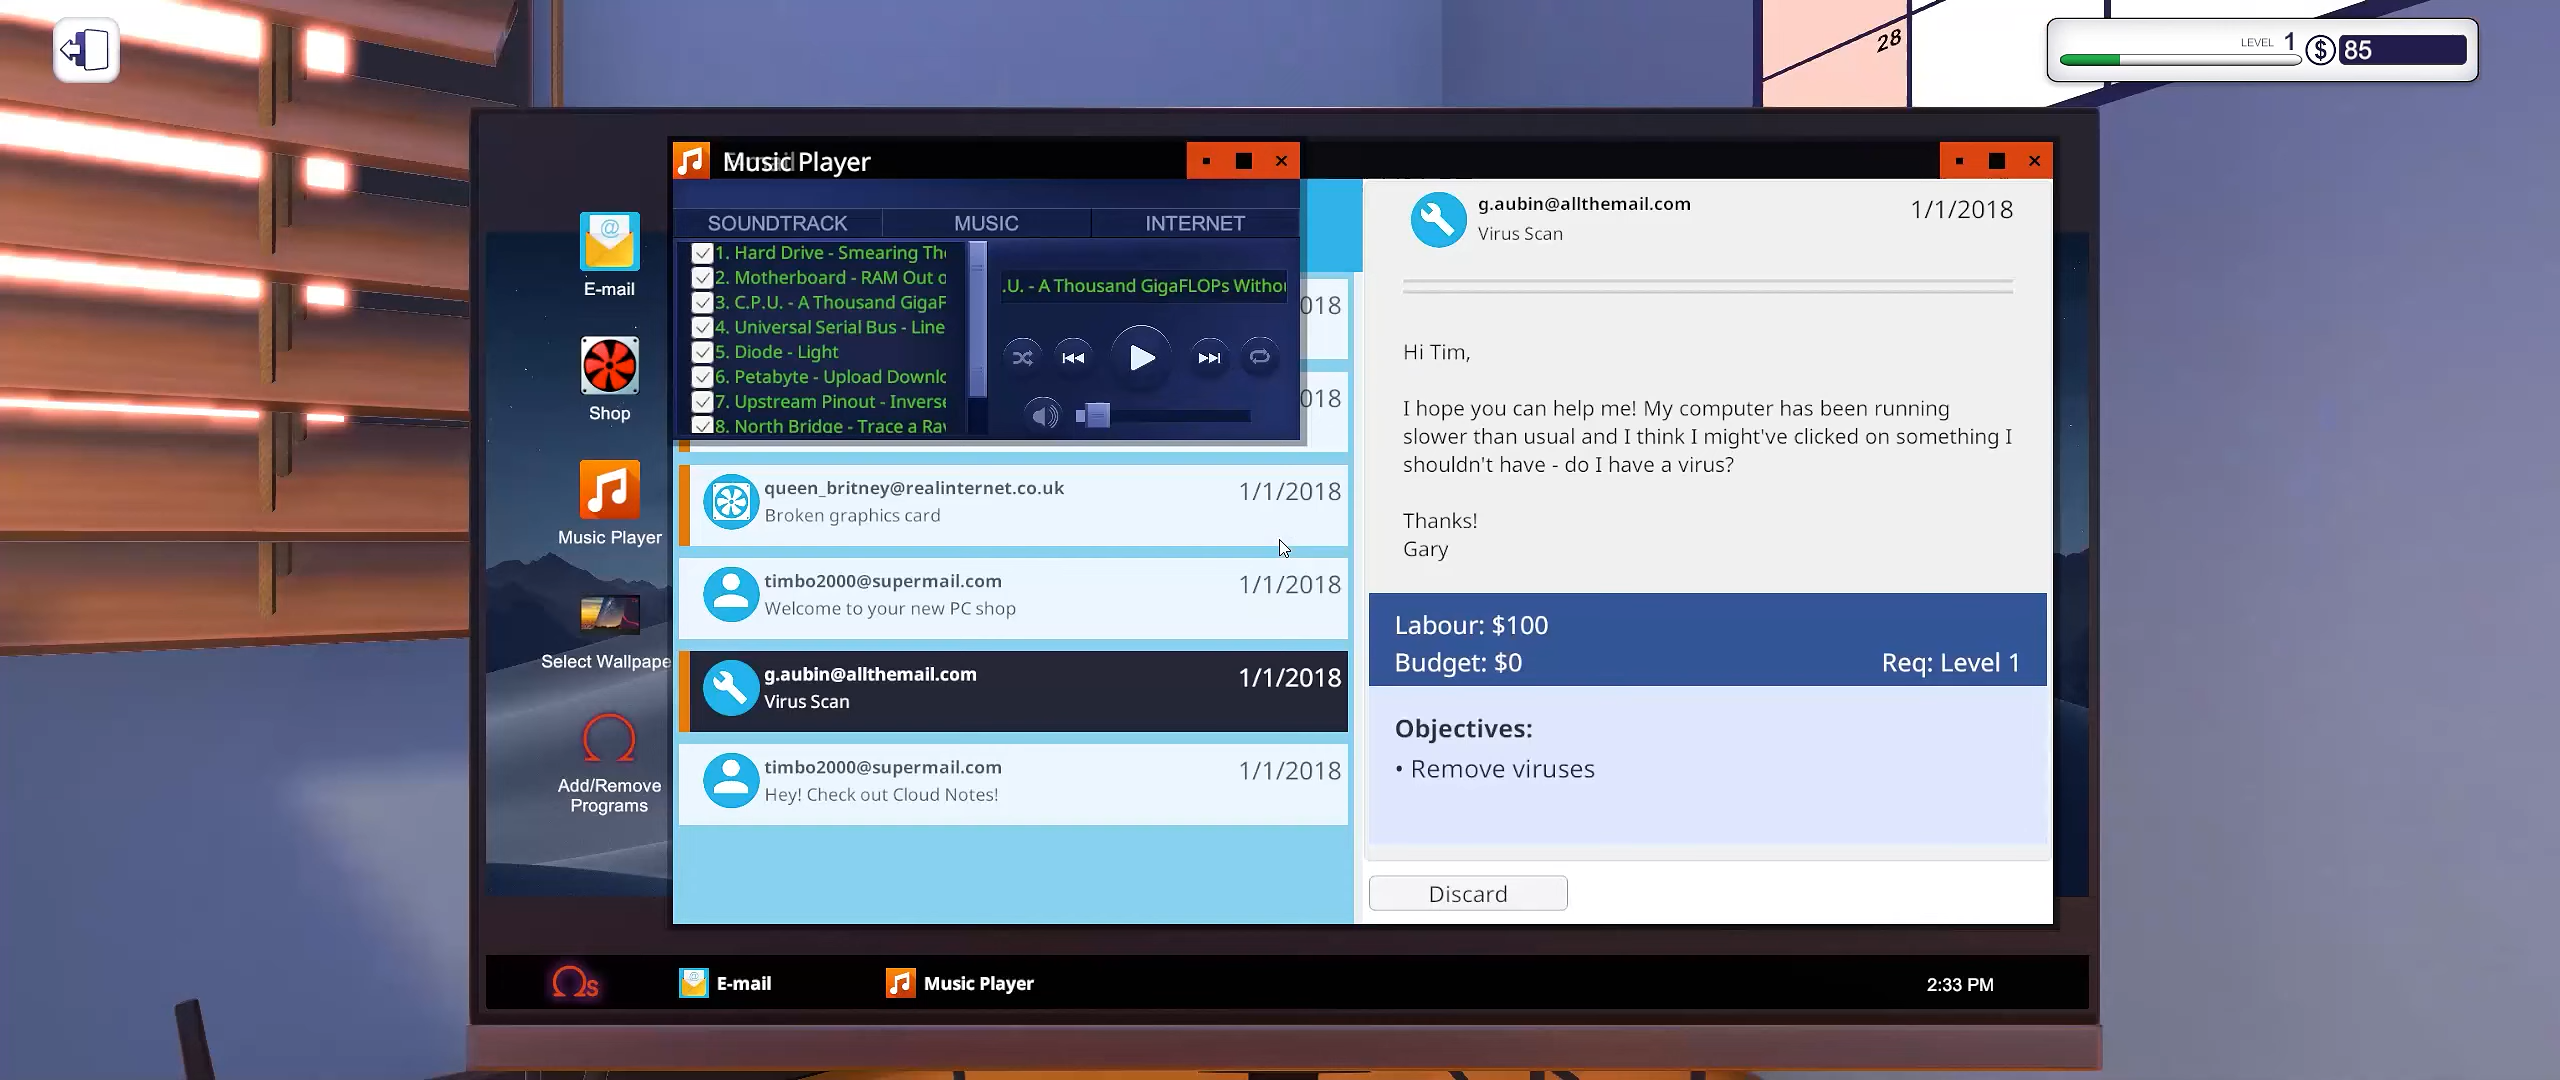 28
LEVEL 1
$ 85
Music Player
SOUNDTRACK MUSIC INTERNET
1. Hard Drive - Smearing The
2. Motherboard - RAM Out o
3. C.P.U. - A Thousand GigaF
4. Universal Serial Bus - Line
5. Diode - Light
6. Petabyte - Upload Downlo
7. Upstream Pinout - Inverse
8. North Bridge - Trace a Ray
.U. - A Thousand GigaFLOPs Withou
018
018
queen_britney@realinternet.co.uk 1/1/2018
Broken graphics card
timbo2000@supermail.com 1/1/2018
Welcome to your new PC shop
g.aubin@allthemail.com 1/1/2018
Virus Scan
timbo2000@supermail.com 1/1/2018
Hey! Check out Cloud Notes!
g.aubin@allthemail.com 1/1/2018
Virus Scan
Hi Tim,
I hope you can help me! My computer has been running
slower than usual and I think I might've clicked on something I
shouldn't have - do I have a virus?
Thanks!
Gary
Labour: $100
Budget: $0 Req: Level 1
Objectives:
• Remove viruses
Discard
E-mail
Shop
Music Player
Select Wallpape
Add/Remove
Programs
Ωs E-mail Music Player 2:33 PM